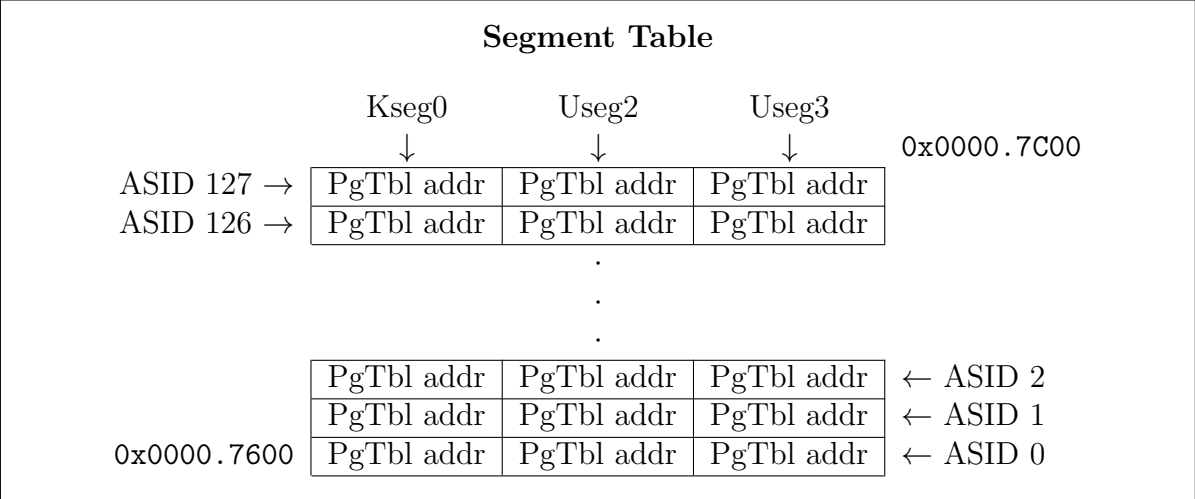 Segment Table
Kseg0 Useg2 Useg3
↓ ↓ ↓ 0x0000.7C00
ASID 127 → PgTbl addr PgTbl addr PgTbl addr
ASID 126 → PgTbl addr PgTbl addr PgTbl addr
.
.
.
PgTbl addr PgTbl addr PgTbl addr ← ASID 2
PgTbl addr PgTbl addr PgTbl addr ← ASID 1
0x0000.7600 PgTbl addr PgTbl addr PgTbl addr ← ASID 0